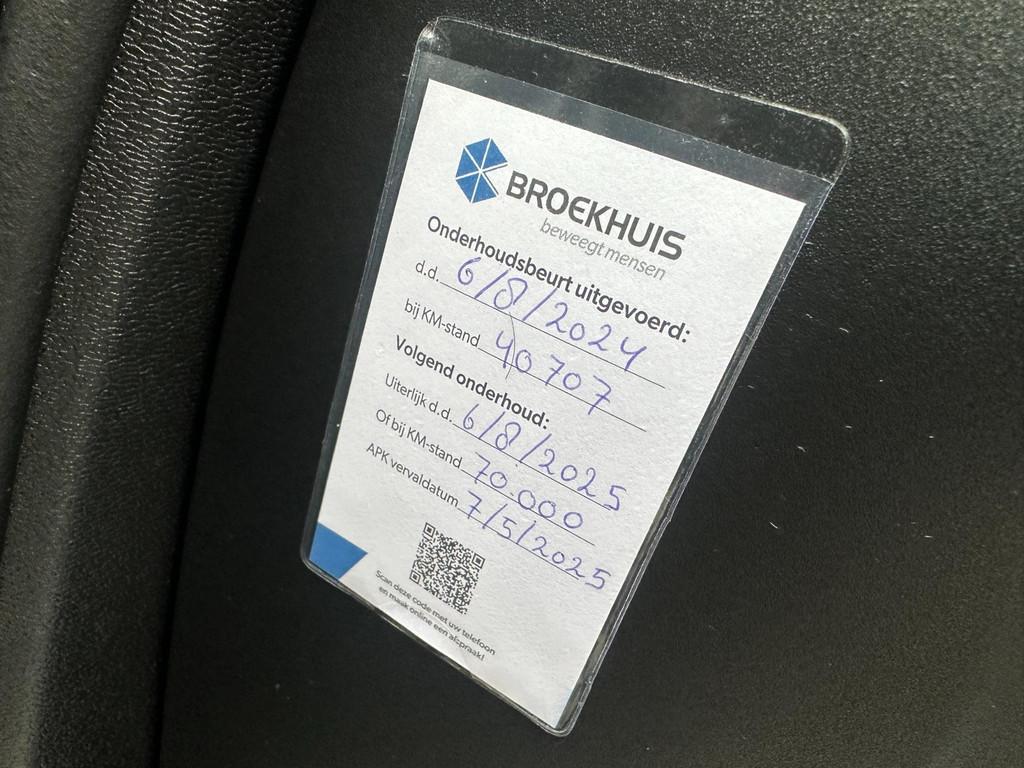 BROEKHUIS
beweegt mensen
Onderhoudsbeurt uitgevoerd:
d.d. 6/8/2024
bij KM-stand 40707
Volgend onderhoud:
Uiterlijk d.d. 6/8/2025
Of bij KM-stand 70.000
APK vervaldatum 7/5/2025
Scan deze code met uw telefoon
en maak online een afspraak!